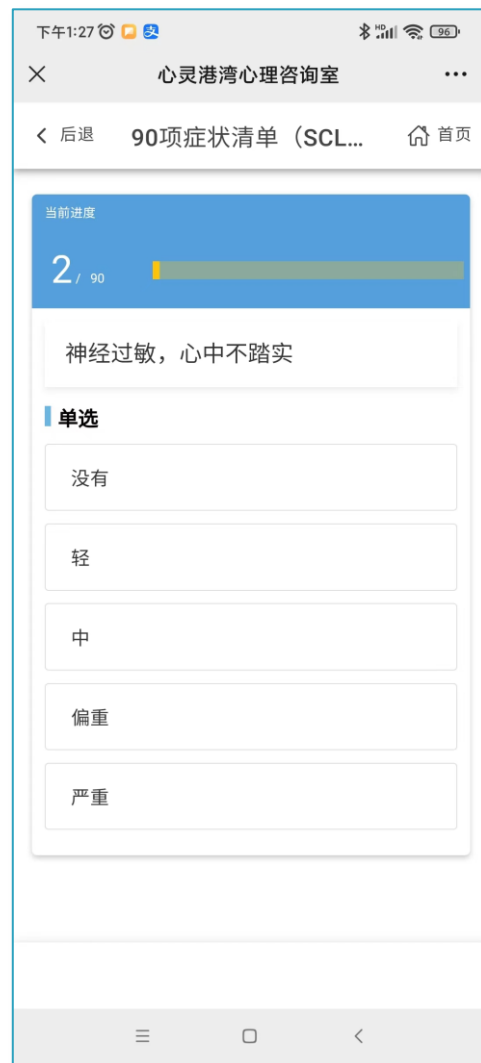 下午1:27
支
HD
96
心灵港湾心理咨询室
后退
90项症状清单（SCL...
首页
当前进度
2 / 90
神经过敏，心中不踏实
单选
没有
轻
中
偏重
严重